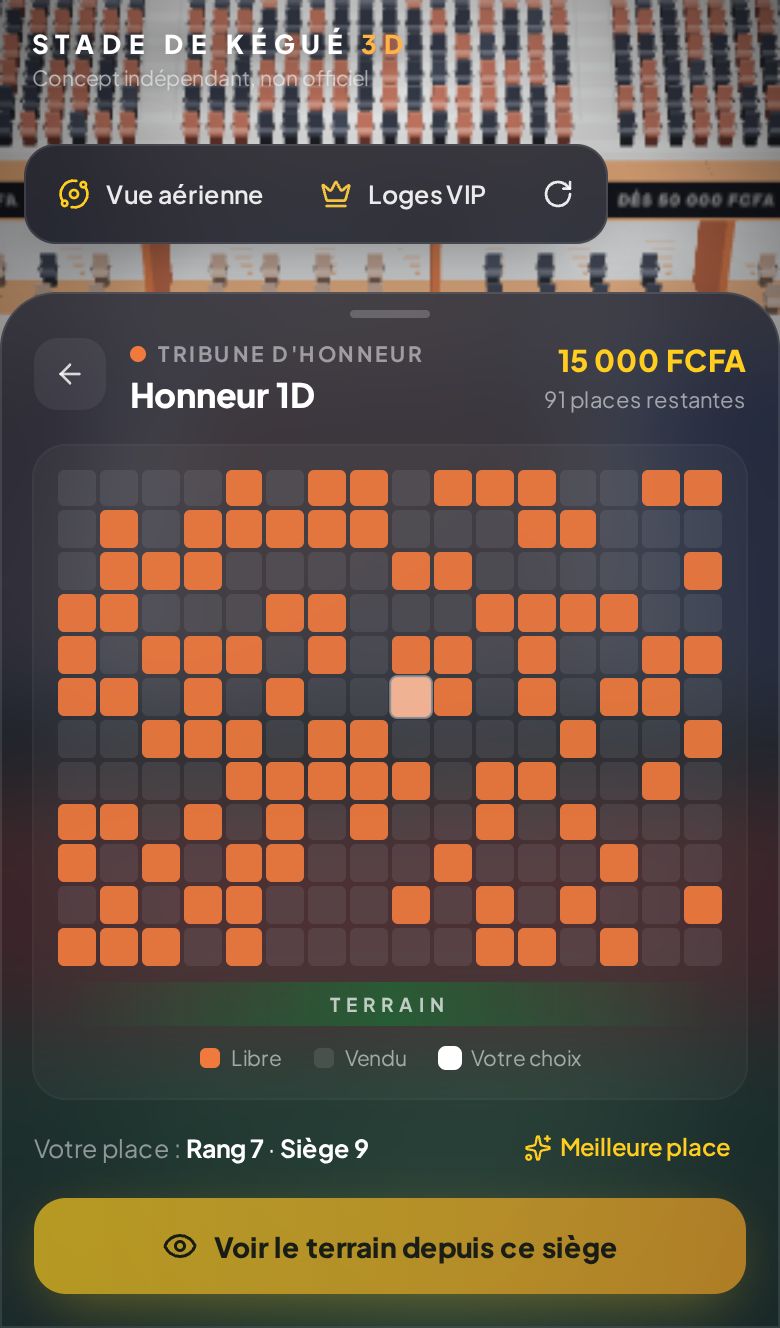 STADE DE KÉGUÉ 3D
Concept indépendant, non officiel
Vue aérienne
Loges VIP
FA
DÈS 50 000 FCFA
TRIBUNE D'HONNEUR
Honneur 1D
15 000 FCFA
91 places restantes
TERRAIN
Libre
Vendu
Votre choix
Votre place : Rang 7 · Siège 9
Meilleure place
Voir le terrain depuis ce siège